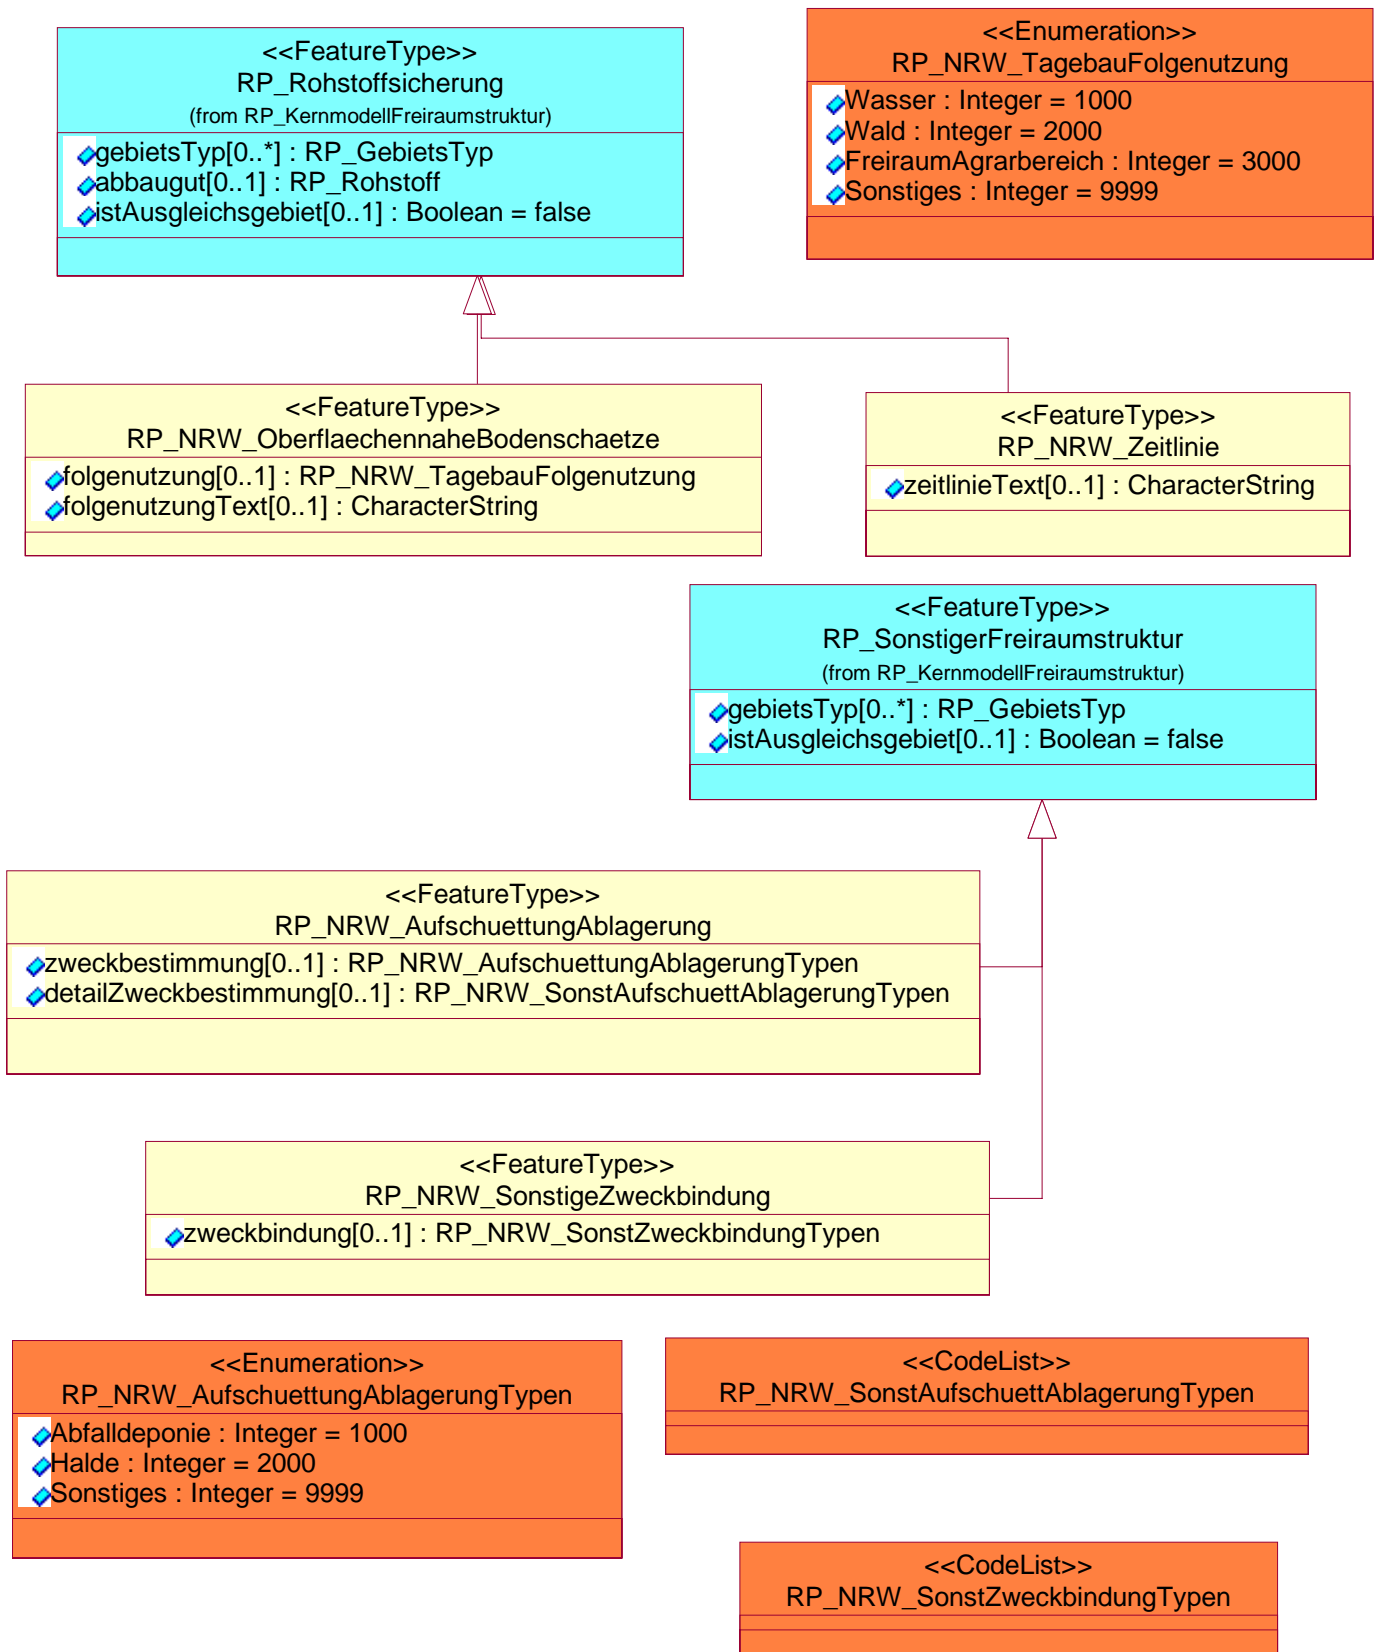 <<FeatureType>>
RP_Rohstoffsicherung
(from RP_KernmodellFreiraumstruktur)
gebietsTyp[0..*] : RP_GebietsTyp
abbaugut[0..1] : RP_Rohstoff
istAusgleichsgebiet[0..1] : Boolean = false
<<Enumeration>>
RP_NRW_TagebauFolgenutzung
Wasser : Integer = 1000
Wald : Integer = 2000
FreiraumAgrarbereich : Integer = 3000
Sonstiges : Integer = 9999
<<FeatureType>>
RP_NRW_OberflaechennaheBodenschaetze
folgenutzung[0..1] : RP_NRW_TagebauFolgenutzung
folgenutzungText[0..1] : CharacterString
<<FeatureType>>
RP_NRW_Zeitlinie
zeitlinieText[0..1] : CharacterString
<<FeatureType>>
RP_SonstigerFreiraumstruktur
(from RP_KernmodellFreiraumstruktur)
gebietsTyp[0..*] : RP_GebietsTyp
istAusgleichsgebiet[0..1] : Boolean = false
<<FeatureType>>
RP_NRW_AufschuettungAblagerung
zweckbestimmung[0..1] : RP_NRW_AufschuettungAblagerungTypen
detailZweckbestimmung[0..1] : RP_NRW_SonstAufschuettAblagerungTypen
<<FeatureType>>
RP_NRW_SonstigeZweckbindung
zweckbindung[0..1] : RP_NRW_SonstZweckbindungTypen
<<Enumeration>>
RP_NRW_AufschuettungAblagerungTypen
Abfalldeponie : Integer = 1000
Halde : Integer = 2000
Sonstiges : Integer = 9999
<<CodeList>>
RP_NRW_SonstAufschuettAblagerungTypen
<<CodeList>>
RP_NRW_SonstZweckbindungTypen